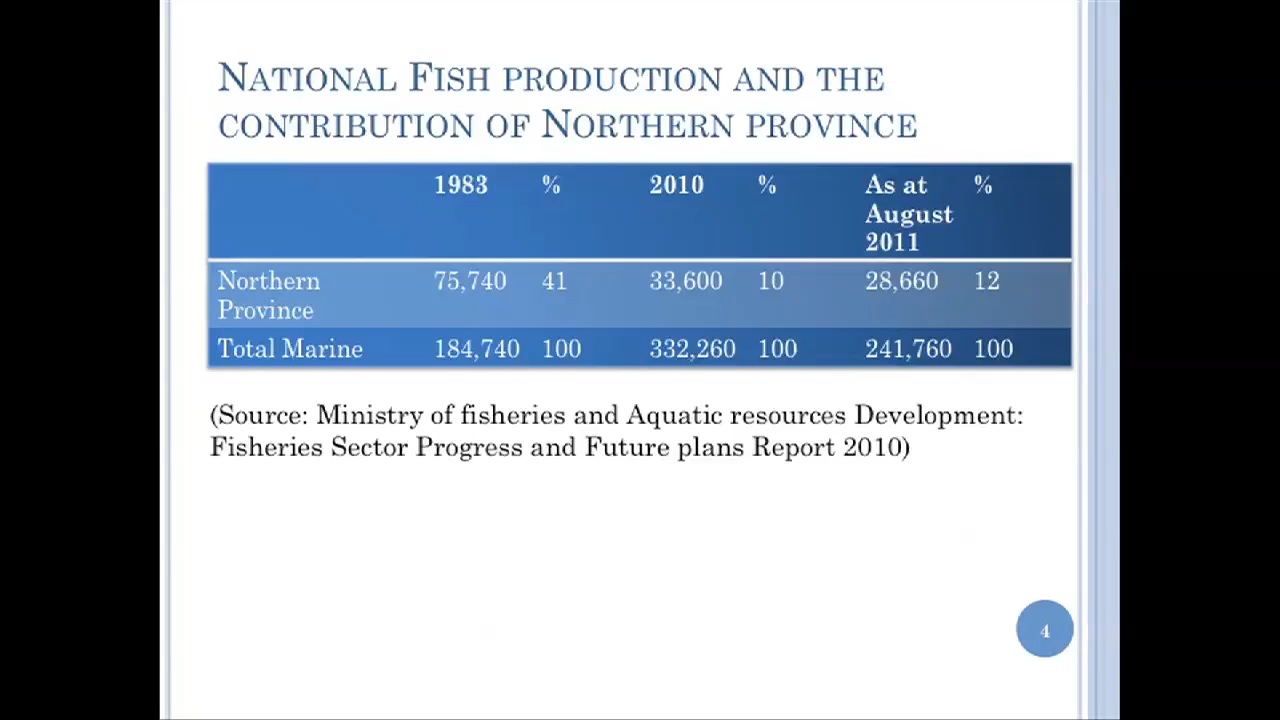 NATIONAL FISH PRODUCTION AND THE
CONTRIBUTION OF NORTHERN PROVINCE
1983 % 2010 % As at August 2011 %
Northern Province 75,740 41 33,600 10 28,660 12
Total Marine 184,740 100 332,260 100 241,760 100
(Source: Ministry of fisheries and Aquatic resources Development:
Fisheries Sector Progress and Future plans Report 2010)
4